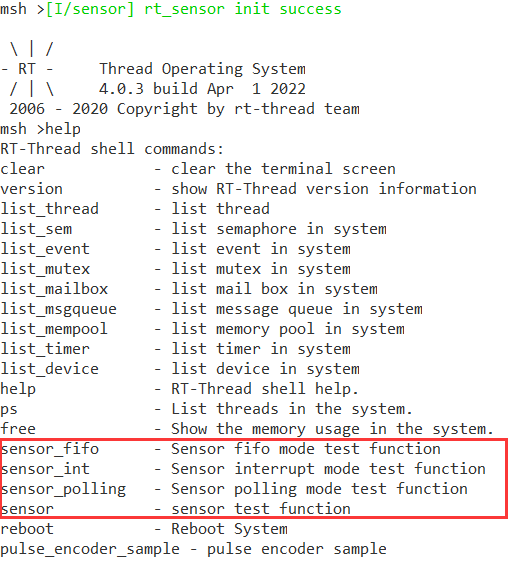 msh >[I/sensor] rt_sensor init success
 \ | /
- RT -     Thread Operating System
 / | \     4.0.3 build Apr  1 2022
 2006 - 2020 Copyright by rt-thread team
msh >help
RT-Thread shell commands:
clear            - clear the terminal screen
version          - show RT-Thread version information
list_thread      - list thread
list_sem         - list semaphore in system
list_event       - list event in system
list_mutex       - list mutex in system
list_mailbox     - list mail box in system
list_msgqueue    - list message queue in system
list_mempool     - list memory pool in system
list_timer       - list timer in system
list_device      - list device in system
help             - RT-Thread shell help.
ps               - List threads in the system.
free             - Show the memory usage in the system.
sensor_fifo      - Sensor fifo mode test function
sensor_int       - Sensor interrupt mode test function
sensor_polling   - Sensor polling mode test function
sensor           - sensor test function
reboot           - Reboot System
pulse_encoder_sample - pulse encoder sample